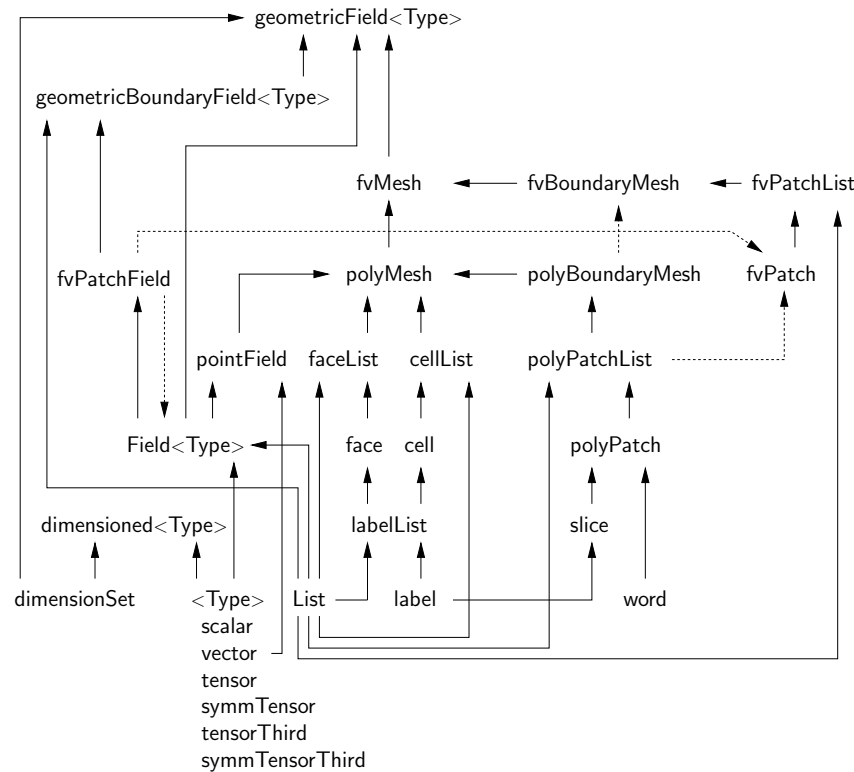 geometricField<Type>
geometricBoundaryField<Type>
fvMesh fvBoundaryMesh fvPatchList
fvPatchField polyMesh polyBoundaryMesh fvPatch
pointField faceList cellList polyPatchList
Field<Type> face cell polyPatch
dimensioned<Type> labelList slice
dimensionSet <Type> List label word
scalar
vector
tensor
symmTensor
tensorThird
symmTensorThird